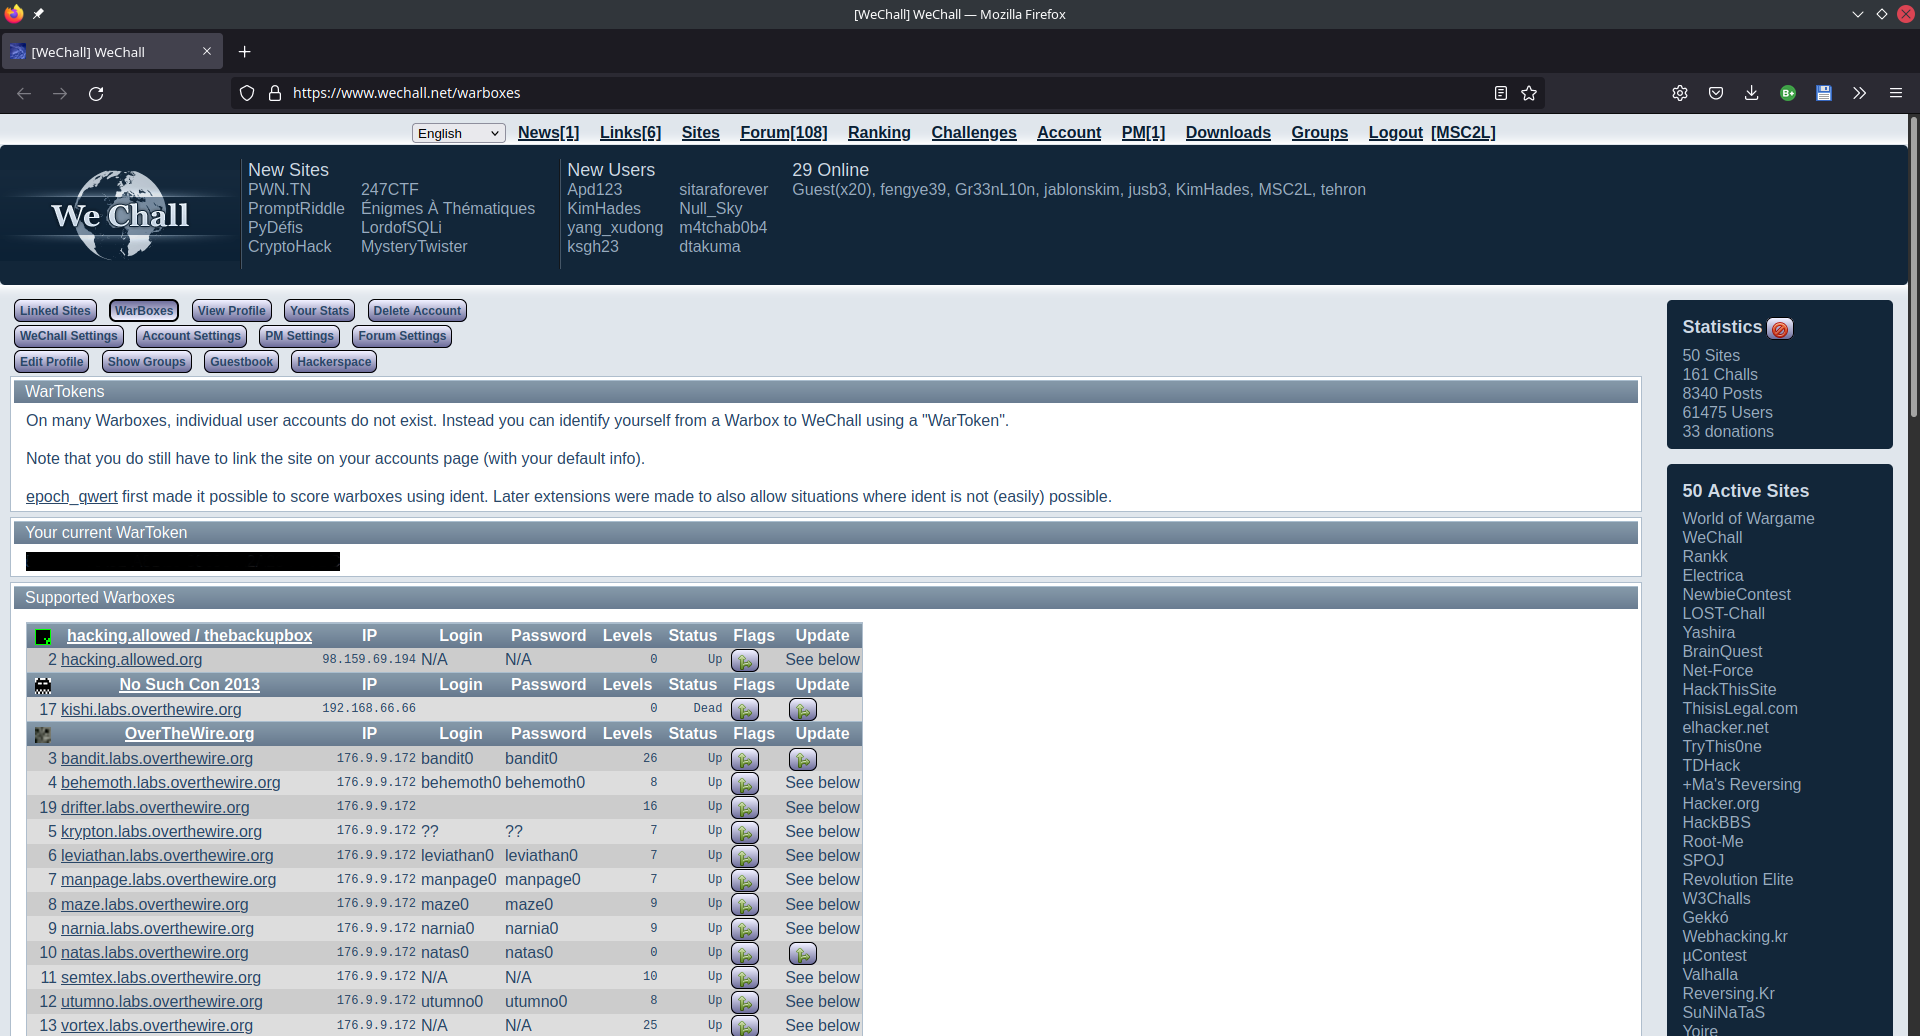 [WeChall] WeChall — Mozilla Firefox
[WeChall] WeChall
https://www.wechall.net/warboxes
English News[1] Links[6] Sites Forum[108] Ranking Challenges Account PM[1] Downloads Groups Logout [MSC2L]
We Chall
New Sites
PWN.TN 247CTF
PromptRiddle Énigmes À Thématiques
PyDéfis LordofSQLi
CryptoHack MysteryTwister
New Users
Apd123 sitaraforever
KimHades Null_Sky
yang_xudong m4tchab0b4
ksgh23 dtakuma
29 Online
Guest(x20), fengye39, Gr33nL10n, jablonskim, jusb3, KimHades, MSC2L, tehron
Linked Sites WarBoxes View Profile Your Stats Delete Account
WeChall Settings Account Settings PM Settings Forum Settings
Edit Profile Show Groups Guestbook Hackerspace
WarTokens
On many Warboxes, individual user accounts do not exist. Instead you can identify yourself from a Warbox to WeChall using a "WarToken".
Note that you do still have to link the site on your accounts page (with your default info).
epoch_qwert first made it possible to score warboxes using ident. Later extensions were made to also allow situations where ident is not (easily) possible.
Your current WarToken
Supported Warboxes
hacking.allowed / thebackupbox IP Login Password Levels Status Flags Update
2 hacking.allowed.org 98.159.69.194 N/A N/A 0 Up See below
No Such Con 2013 IP Login Password Levels Status Flags Update
17 kishi.labs.overthewire.org 192.168.66.66 0 Dead
OverTheWire.org IP Login Password Levels Status Flags Update
3 bandit.labs.overthewire.org 176.9.9.172 bandit0 bandit0 26 Up
4 behemoth.labs.overthewire.org 176.9.9.172 behemoth0 behemoth0 8 Up See below
19 drifter.labs.overthewire.org 176.9.9.172 16 Up See below
5 krypton.labs.overthewire.org 176.9.9.172 ?? ?? 7 Up See below
6 leviathan.labs.overthewire.org 176.9.9.172 leviathan0 leviathan0 7 Up See below
7 manpage.labs.overthewire.org 176.9.9.172 manpage0 manpage0 7 Up See below
8 maze.labs.overthewire.org 176.9.9.172 maze0 maze0 9 Up See below
9 narnia.labs.overthewire.org 176.9.9.172 narnia0 narnia0 9 Up See below
10 natas.labs.overthewire.org 176.9.9.172 natas0 natas0 0 Up
11 semtex.labs.overthewire.org 176.9.9.172 N/A N/A 10 Up See below
12 utumno.labs.overthewire.org 176.9.9.172 utumno0 utumno0 8 Up See below
13 vortex.labs.overthewire.org 176.9.9.172 N/A N/A 25 Up See below
Statistics
50 Sites
161 Challs
8340 Posts
61475 Users
33 donations
50 Active Sites
World of Wargame
WeChall
Rankk
Electrica
NewbieContest
LOST-Chall
Yashira
BrainQuest
Net-Force
HackThisSite
ThisisLegal.com
elhacker.net
TryThis0ne
TDHack
+Ma's Reversing
Hacker.org
HackBBS
Root-Me
SPOJ
Revolution Elite
W3Challs
Gekkó
Webhacking.kr
µContest
Valhalla
Reversing.Kr
SuNiNaTaS
Yoire